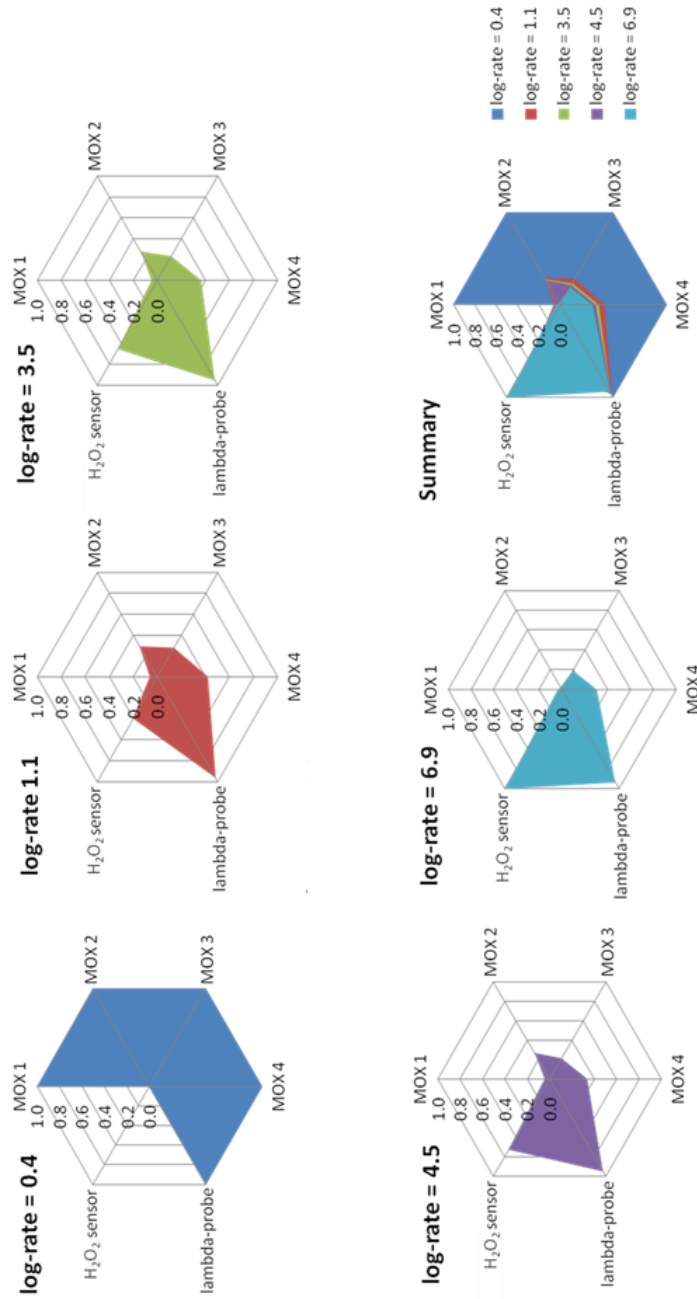 log-rate = 0.4
MOX 1
1.0
0.8
0.6
0.4
0.2
0.0
MOX 2
MOX 3
MOX 4
lambda-probe
H₂O₂ sensor
log-rate 1.1
MOX 1
1.0
0.8
0.6
0.4
0.2
0.0
MOX 2
MOX 3
MOX 4
lambda-probe
H₂O₂ sensor
log-rate = 3.5
MOX 1
1.0
0.8
0.6
0.4
0.2
0.0
MOX 2
MOX 3
MOX 4
lambda-probe
H₂O₂ sensor
log-rate = 4.5
MOX 1
1.0
0.8
0.6
0.4
0.2
0.0
MOX 2
MOX 3
MOX 4
lambda-probe
H₂O₂ sensor
log-rate = 6.9
MOX 1
1.0
0.8
0.6
0.4
0.2
0.0
MOX 2
MOX 3
MOX 4
lambda-probe
H₂O₂ sensor
Summary
MOX 1
1.0
0.8
0.6
0.4
0.2
0.0
MOX 2
MOX 3
MOX 4
lambda-probe
H₂O₂ sensor
log-rate = 0.4
log-rate = 1.1
log-rate = 3.5
log-rate = 4.5
log-rate = 6.9